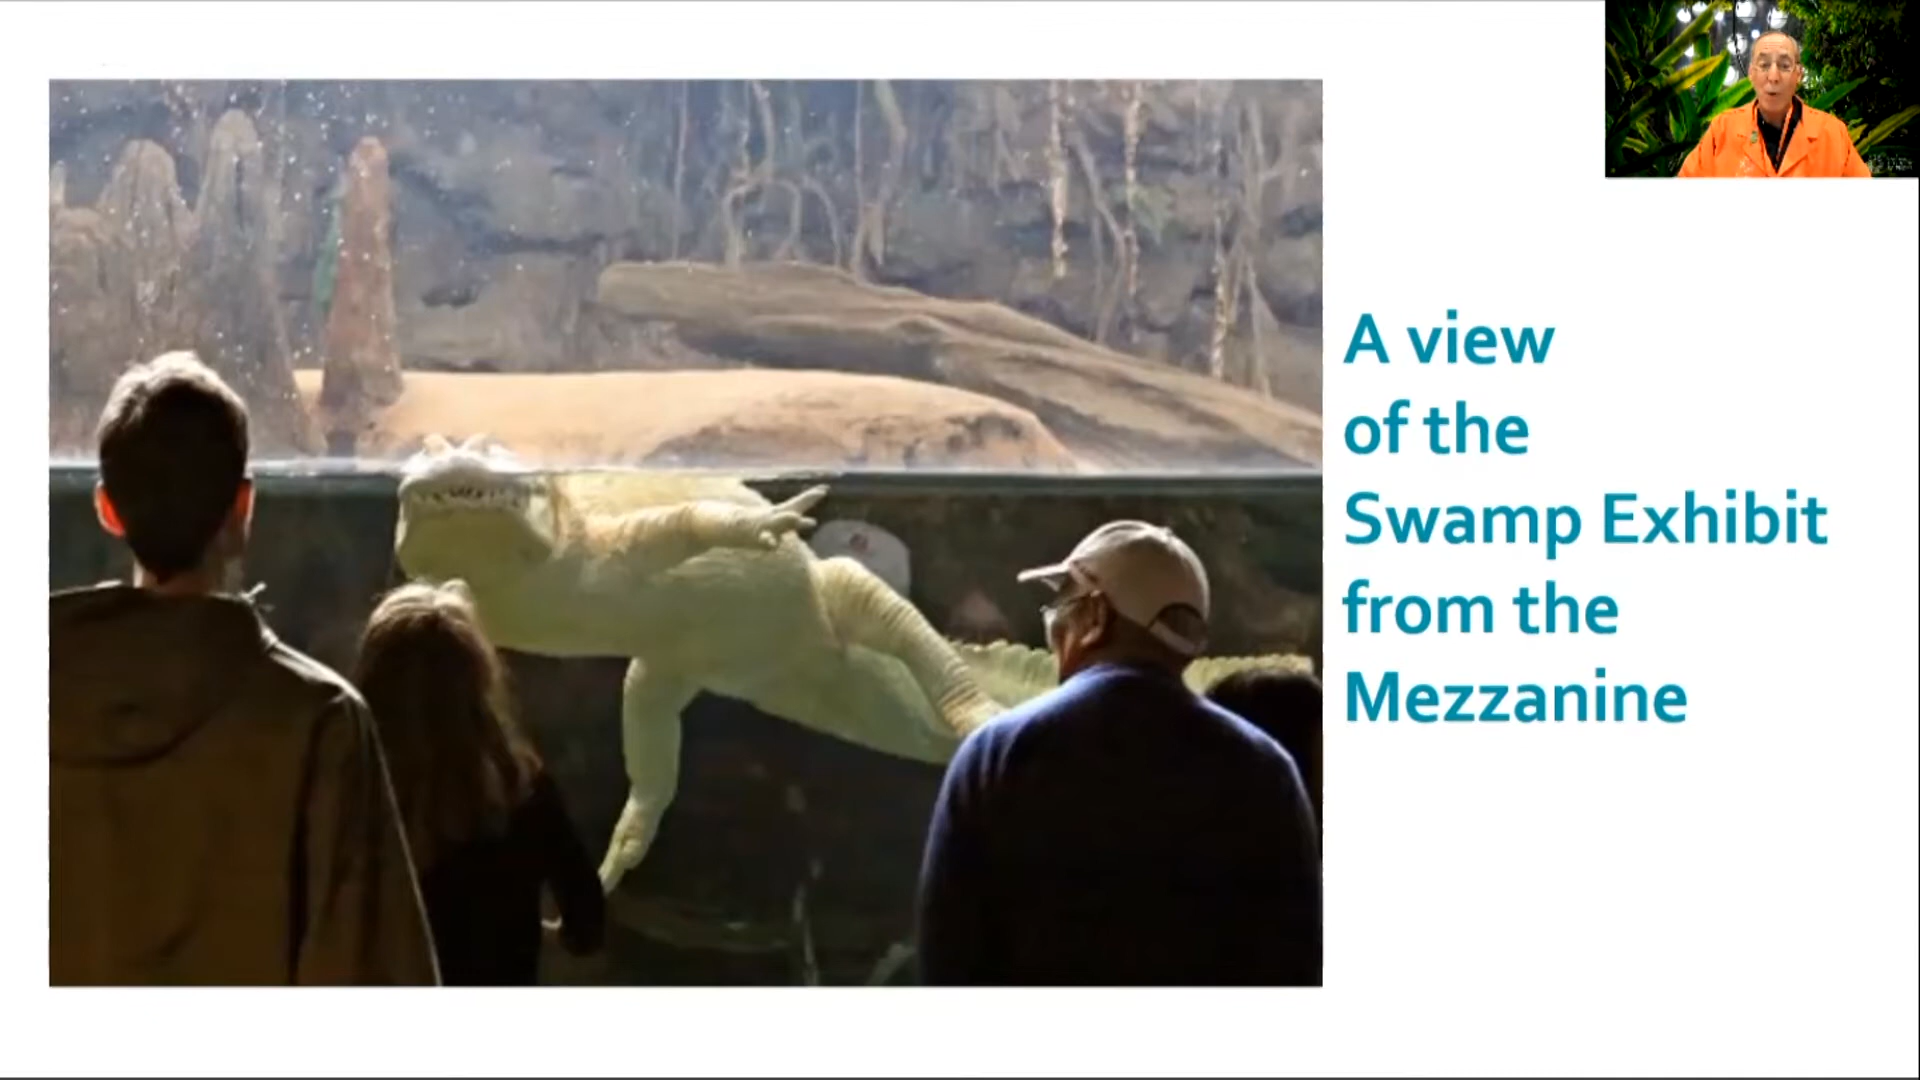 A view
of the
Swamp Exhibit
from the
Mezzanine